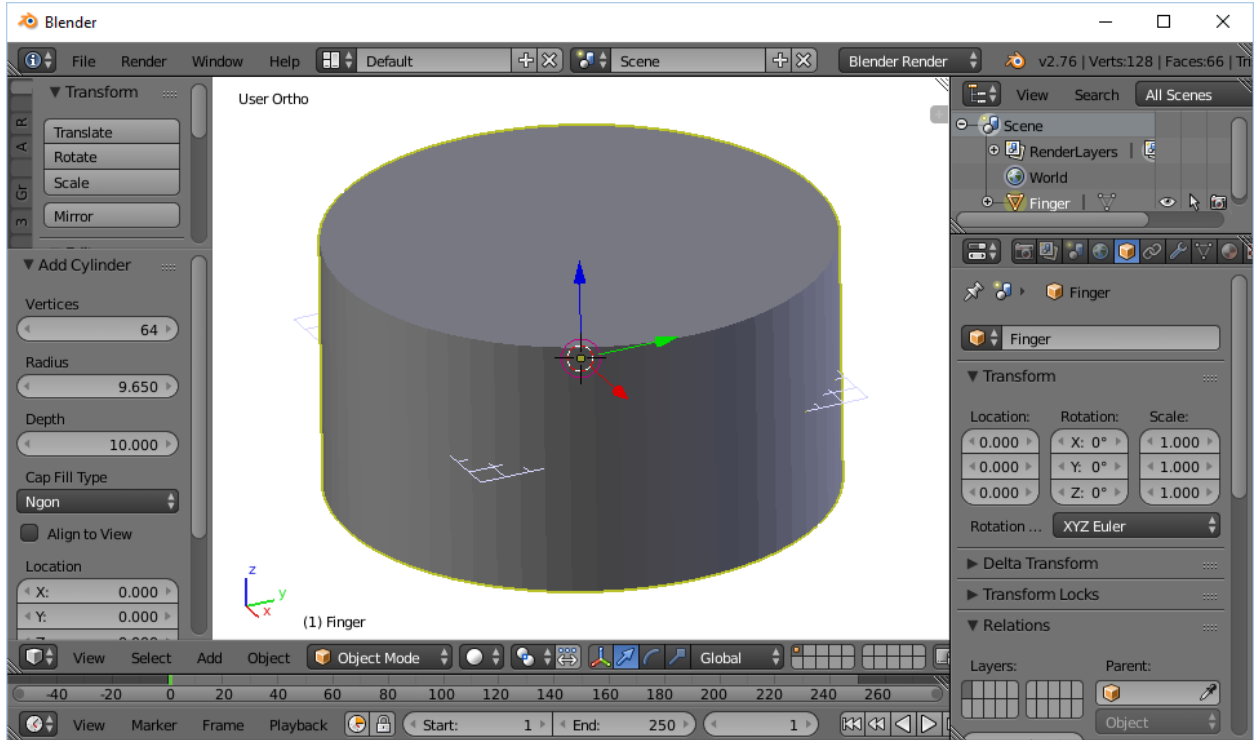 Blender
File Render Window Help Default Scene Blender Render v2.76 | Verts:128 | Faces:66 | Tri
Transform
Translate
Rotate
Scale
Mirror
R
A
Gr
3
Add Cylinder
Vertices
64
Radius
9.650
Depth
10.000
Cap Fill Type
Ngon
Align to View
Location
X: 0.000
Y: 0.000
User Ortho
z
y
x
(1) Finger
View Search All Scenes
Scene
RenderLayers |
World
Finger |
Finger
Finger
Transform
Location: Rotation: Scale:
0.000 X: 0° 1.000
0.000 Y: 0° 1.000
0.000 Z: 0° 1.000
Rotation ... XYZ Euler
Delta Transform
Transform Locks
Relations
Layers: Parent:
Object
View Select Add Object Object Mode Global
-40 -20 0 20 40 60 80 100 120 140 160 180 200 220 240 260
View Marker Frame Playback Start: 1 End: 250 1